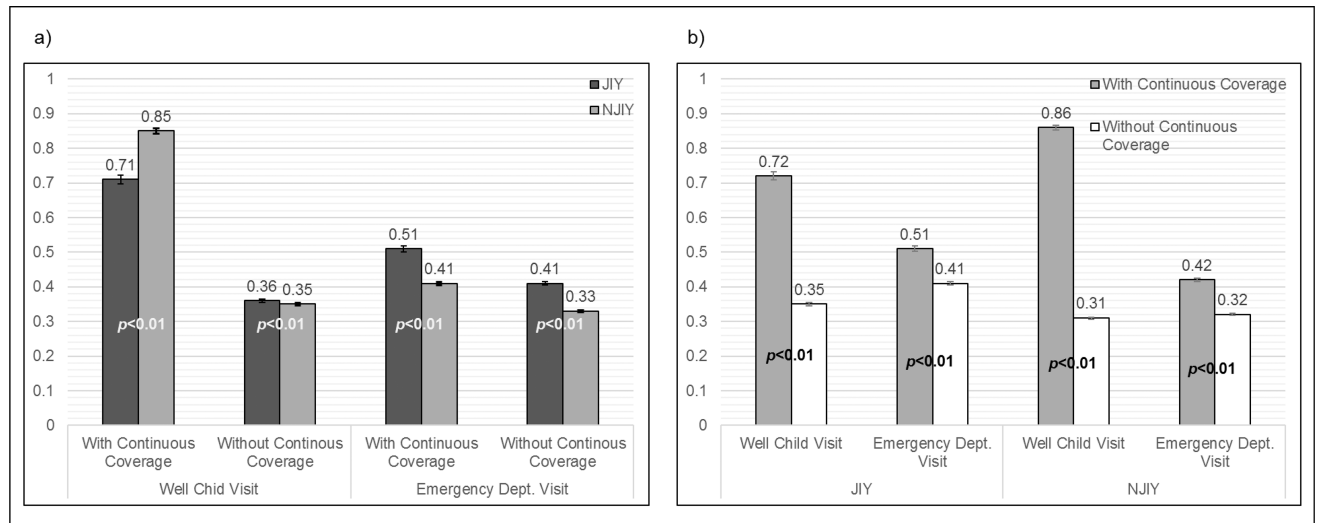 a)
1
0.9
0.8
0.7
0.6
0.5
0.4
0.3
0.2
0.1
0
JIY
NJIY
0.71
0.85
0.36
0.35
0.51
0.41
0.41
0.33
p<0.01
p<0.01
p<0.01
p<0.01
With Continuous
Coverage
Without Continous
Coverage
With Continuous
Coverage
Without Continous
Coverage
Well Chid Visit
Emergency Dept. Visit
b)
1
0.9
0.8
0.7
0.6
0.5
0.4
0.3
0.2
0.1
0
With Continuous Coverage
Without Continuous
Coverage
0.72
0.35
0.51
0.41
0.86
0.31
0.42
0.32
p<0.01
p<0.01
p<0.01
p<0.01
Well Child Visit
Emergency Dept.
Visit
Well Child Visit
Emergency Dept.
Visit
JIY
NJIY